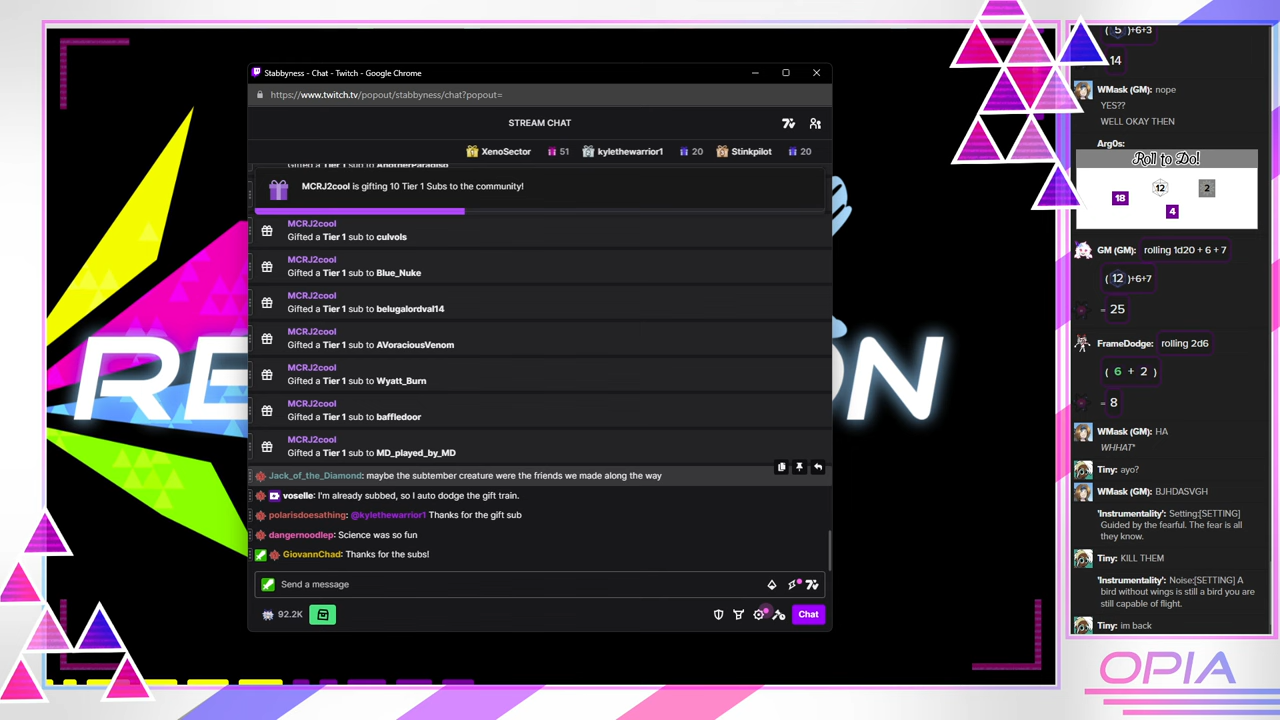 Stabbyness - Chat - Twitch - Google Chrome
https://www.twitch.tv/popout/stabbyness/chat?popout=
STREAM CHAT
XenoSector 51 kylethewarrior1 20 Stinkpilot 20
MCRJ2cool is gifting 10 Tier 1 Subs to the community!
MCRJ2cool
Gifted a Tier 1 sub to culvols
MCRJ2cool
Gifted a Tier 1 sub to Blue_Nuke
MCRJ2cool
Gifted a Tier 1 sub to belugalordval14
MCRJ2cool
Gifted a Tier 1 sub to AVoraciousVenom
MCRJ2cool
Gifted a Tier 1 sub to Wyatt_Burn
MCRJ2cool
Gifted a Tier 1 sub to baffledoor
MCRJ2cool
Gifted a Tier 1 sub to MD_played_by_MD
Jack_of_the_Diamond: maybe the subtember creature were the friends we made along the way
voselle: I'm already subbed, so I auto dodge the gift train.
polarisdoesathing: @kylethewarrior1 Thanks for the gift sub
dangernoodlep: Science was so fun
GiovannChad: Thanks for the subs!
Send a message
92.2K
Chat
RE
ON
( 5 )+6+3
14
WMask (GM): nope
YES??
WELL OKAY THEN
Arg0s:
Roll to Do!
18 12 2
4
GM (GM): rolling 1d20 + 6 + 7
( 12 )+6+7
= 25
FrameDodge: rolling 2d6
( 6 + 2 )
= 8
WMask (GM): HA
WHHAT*
Tiny: ayo?
WMask (GM): BJHDASVGH
'Instrumentality': Setting:[SETTING]
Guided by the fearful. The fear is all
they know.
Tiny: KILL THEM
'Instrumentality': Noise:[SETTING] A
bird without wings is still a bird you are
still capable of flight.
Tiny: im back
OPIA